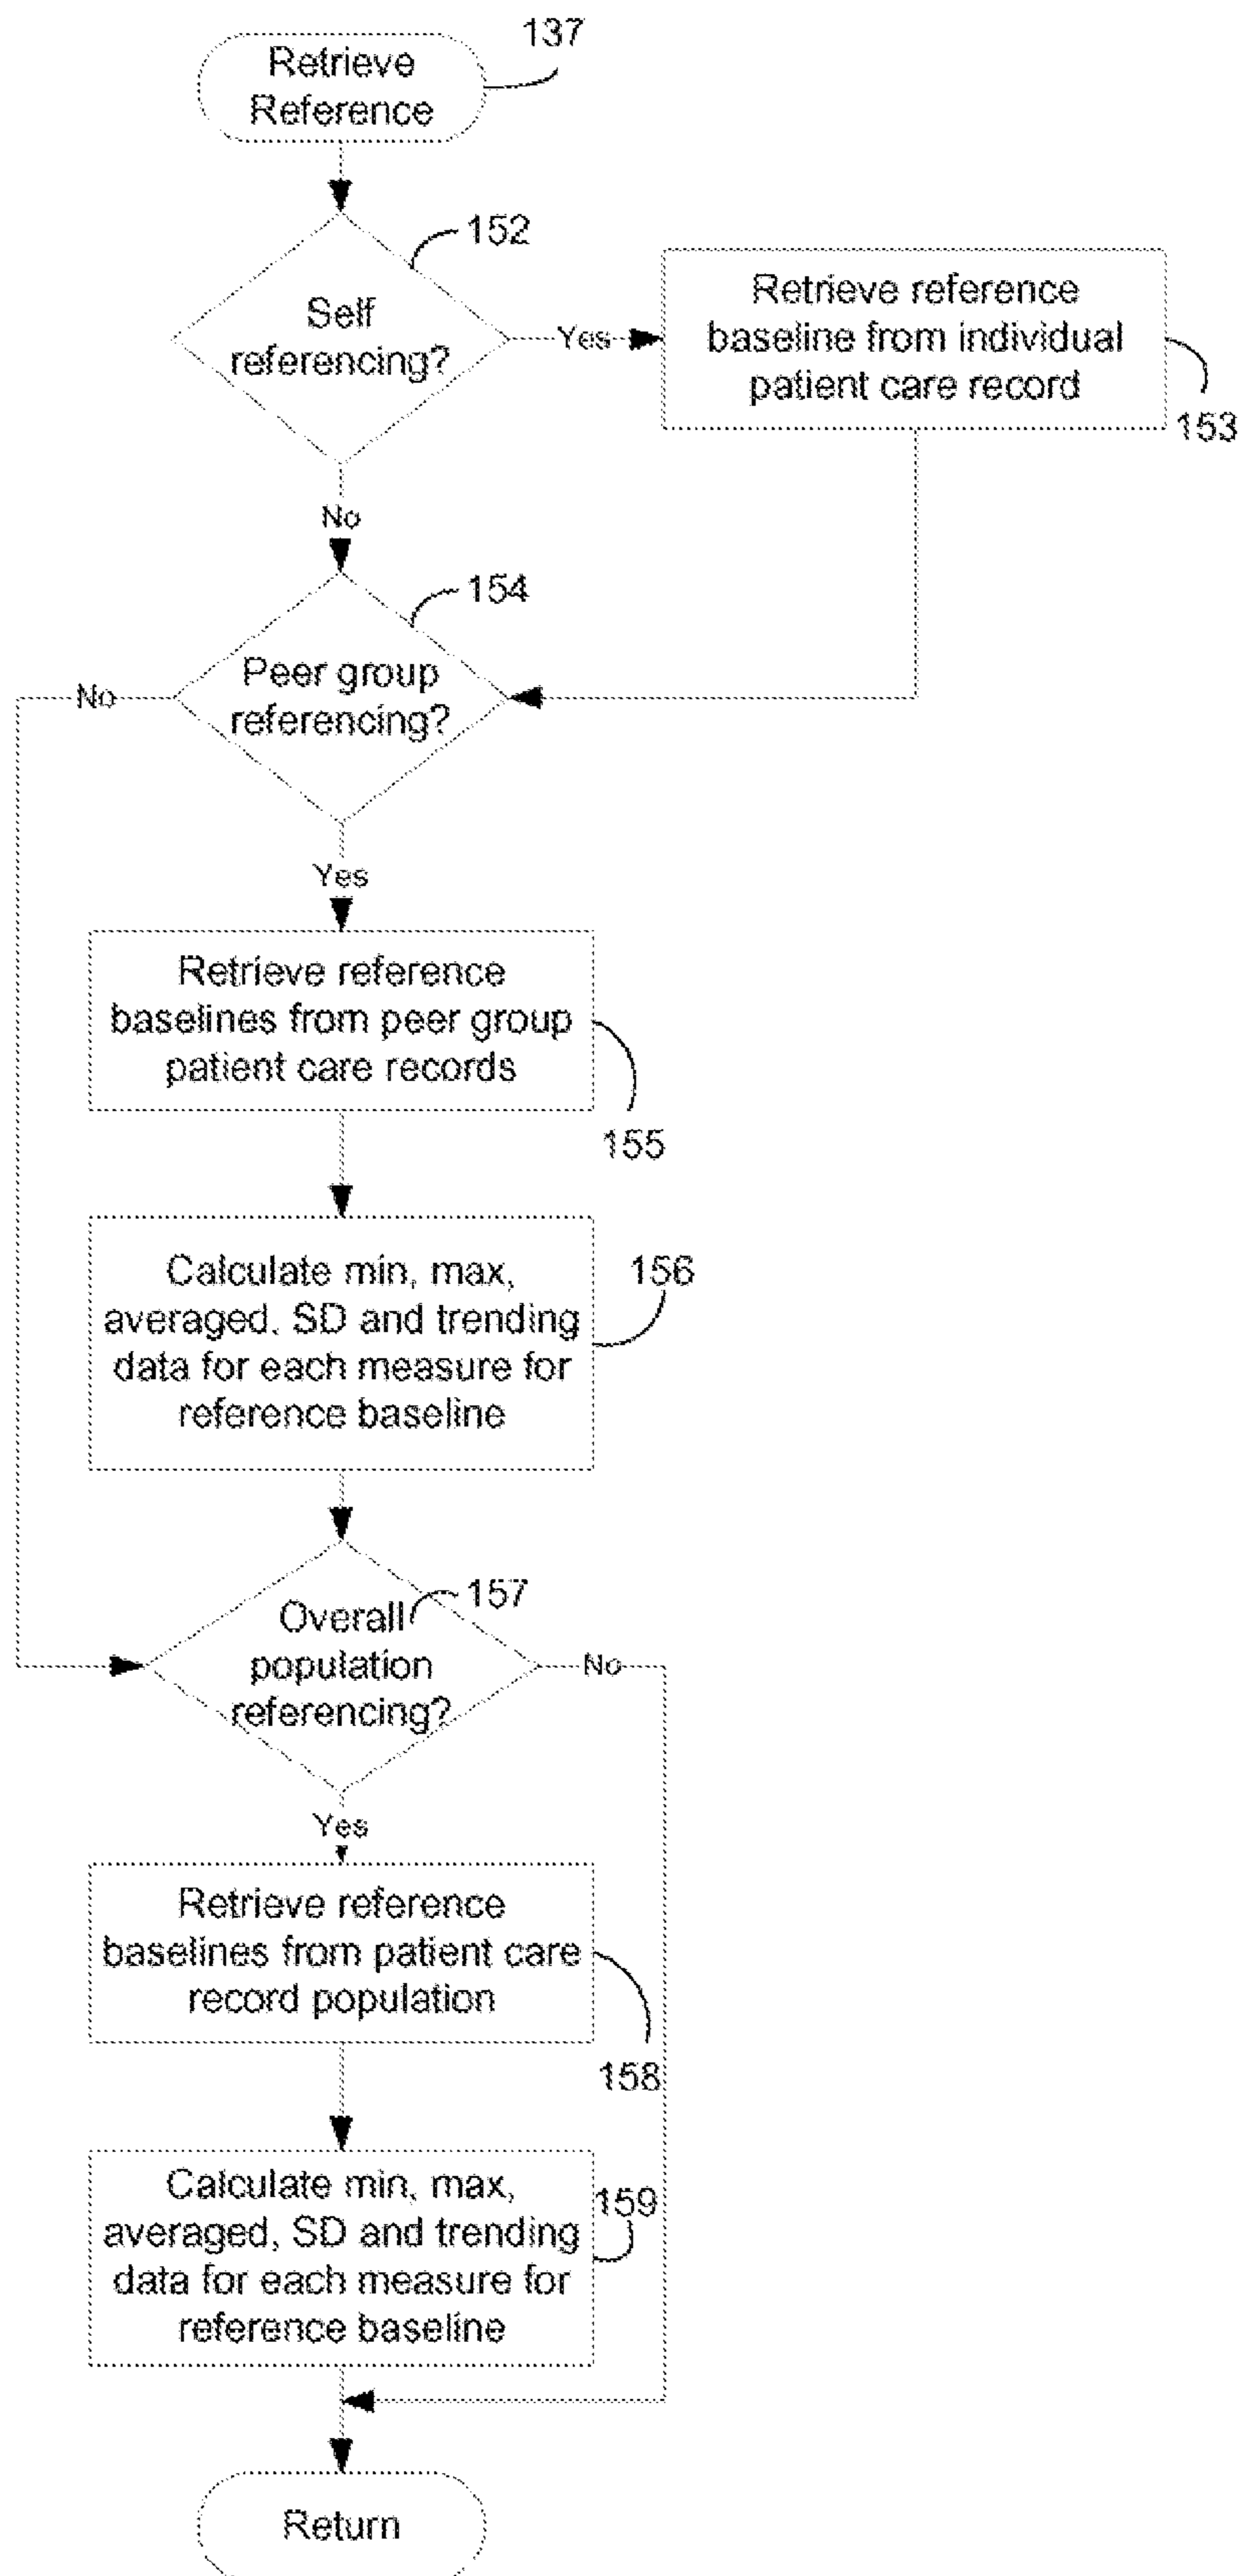 137
Retrieve
Reference
152
Self
referencing?
Yes
Retrieve reference
baseline from individual
patient care record
153
No
154
Peer group
referencing?
No
Yes
Retrieve reference
baselines from peer group
patient care records
155
Calculate min, max,
averaged, SD and trending
data for each measure for
reference baseline
156
157
Overall
population
referencing?
No
Yes
Retrieve reference
baselines from patient care
record population
158
Calculate min, max,
averaged, SD and trending
data for each measure for
reference baseline
159
Return